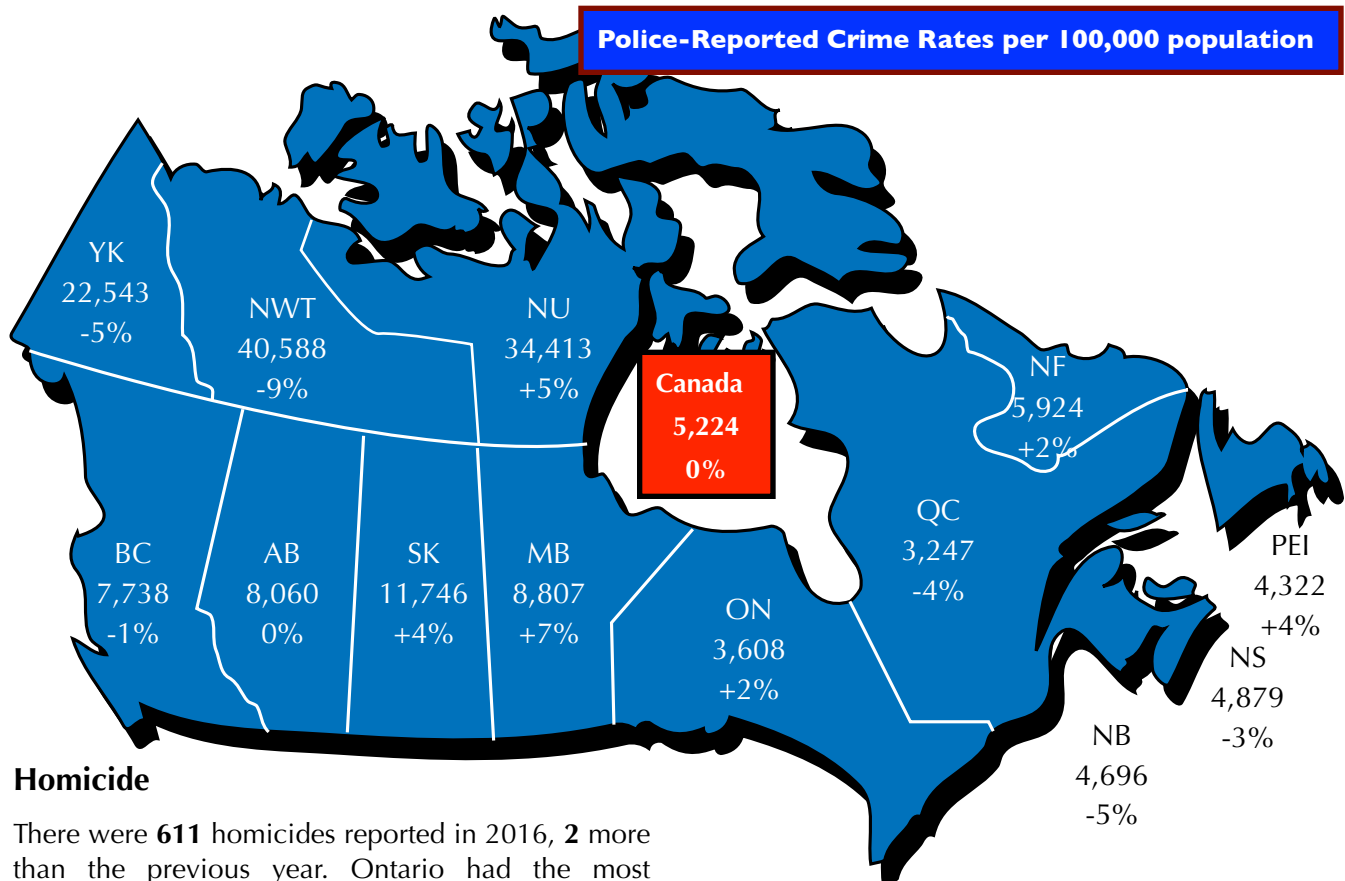 Police-Reported Crime Rates per 100,000 population
YK
22,543
-5%
NWT
40,588
-9%
NU
34,413
+5%
Canada
5,224
0%
NF
5,924
+2%
BC
7,738
-1%
AB
8,060
0%
SK
11,746
+4%
MB
8,807
+7%
ON
3,608
+2%
QC
3,247
-4%
PEI
4,322
+4%
NS
4,879
-3%
NB
4,696
-5%
Homicide
There were 611 homicides reported in 2016, 2 more
than the previous year. Ontario had the most